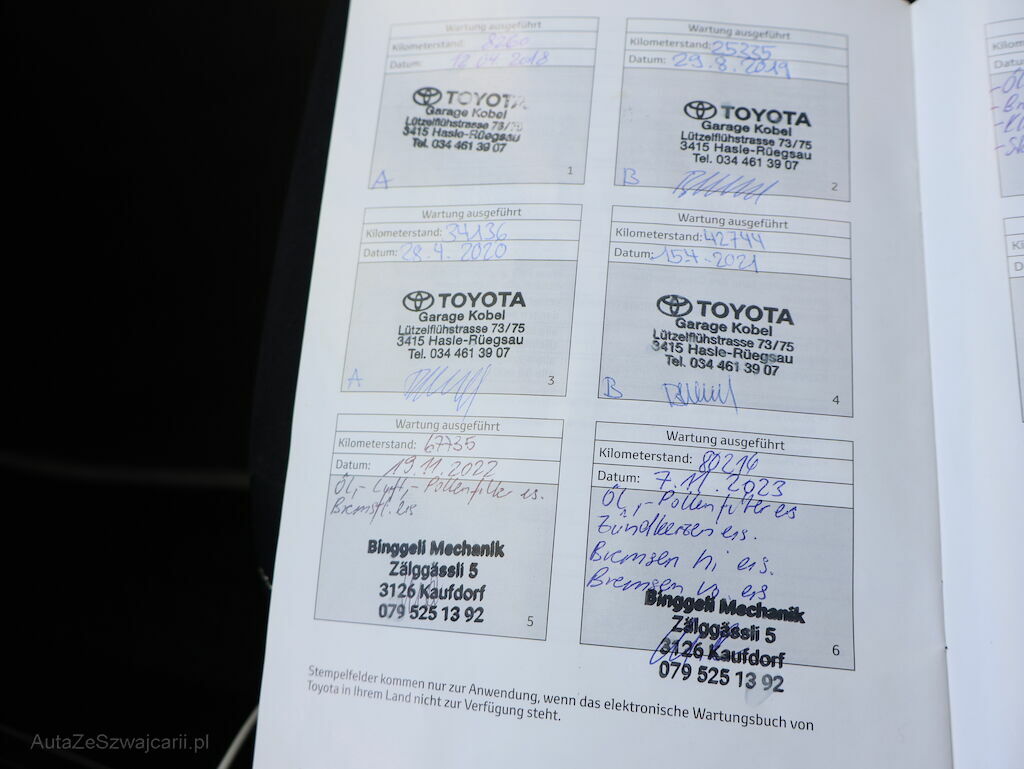 Wartung ausgeführt
Kilometerstand: 8260
Datum: 12.04.2018
TOYOTA
Garage Kobel
Lützelflühstrasse 73/75
3415 Hasle-Rüegsau
Tel. 034 461 39 07
A
1
Wartung ausgeführt
Kilometerstand: 25335
Datum: 29.8.2019
TOYOTA
Garage Kobel
Lützelflühstrasse 73/75
3415 Hasle-Rüegsau
Tel. 034 461 39 07
B
2
Wartung ausgeführt
Kilometerstand: 34136
Datum: 28.4.2020
TOYOTA
Garage Kobel
Lützelflühstrasse 73/75
3415 Hasle-Rüegsau
Tel. 034 461 39 07
A
3
Wartung ausgeführt
Kilometerstand: 42744
Datum: 15.4.2021
TOYOTA
Garage Kobel
Lützelflühstrasse 73/75
3415 Hasle-Rüegsau
Tel. 034 461 39 07
B
4
Wartung ausgeführt
Kilometerstand: 67735
Datum: 19.11.2022
Öl,- Luft,- Pollenfilter ers.
Bremsfl. ers
Binggeli Mechanik
Zälggässli 5
3126 Kaufdorf
079 525 13 92
5
Wartung ausgeführt
Kilometerstand: 80216
Datum: 7.11.2023
Öl,-Pollenfilter ers
Zündkerzen ers.
Bremsen hi ers.
Bremsen vo. ers
Binggeli Mechanik
Zälggässli 5
3126 Kaufdorf
079 525 13 92
6
Stempelfelder kommen nur zur Anwendung, wenn das elektronische Wartungsbuch von
Toyota in Ihrem Land nicht zur Verfügung steht.
AutaZeSzwajcarii.pl